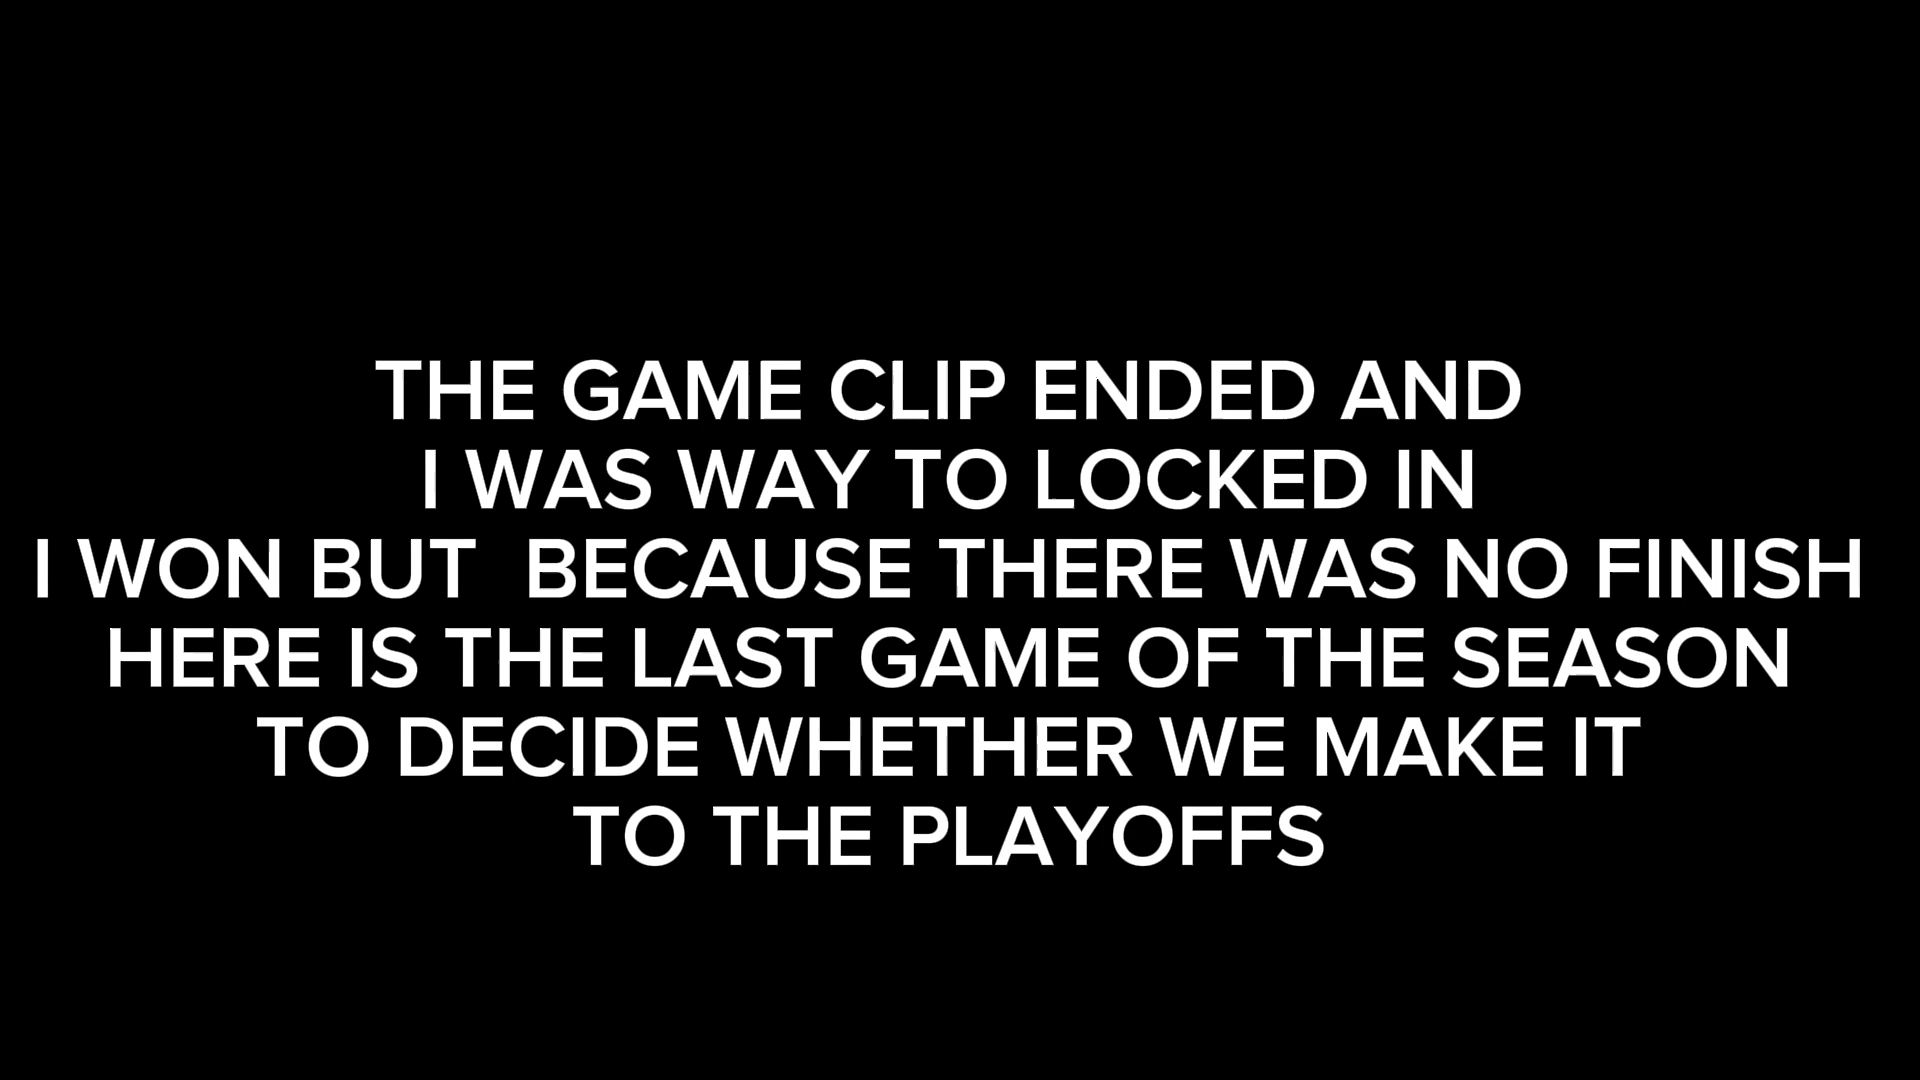 THE GAME CLIP ENDED AND
I WAS WAY TO LOCKED IN
I WON BUT  BECAUSE THERE WAS NO FINISH
HERE IS THE LAST GAME OF THE SEASON
TO DECIDE WHETHER WE MAKE IT
TO THE PLAYOFFS